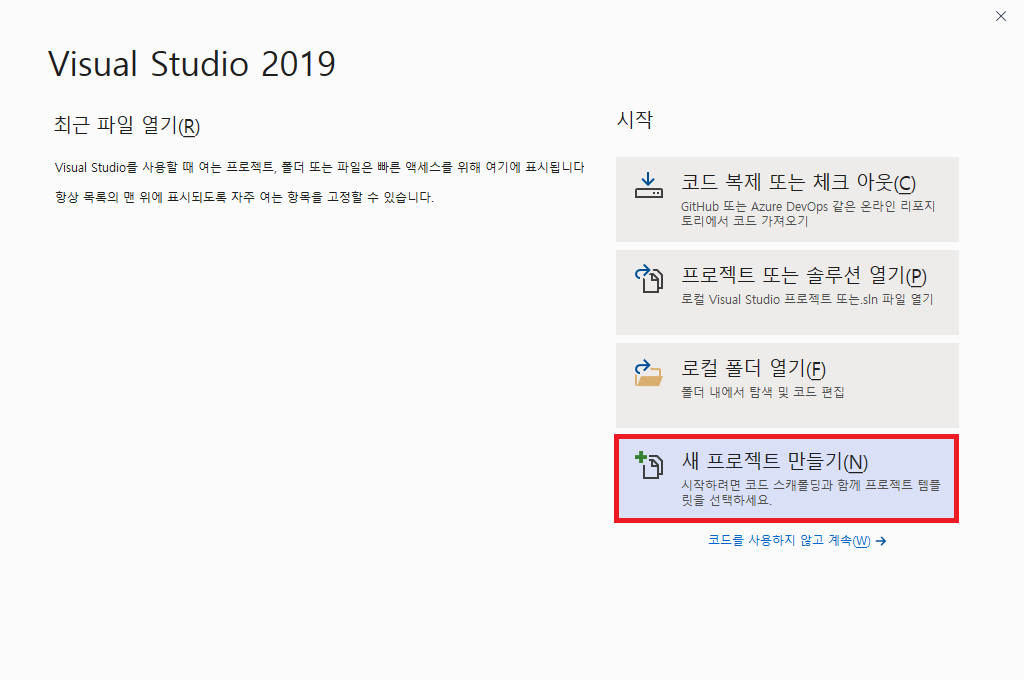 Visual Studio 2019
최근 파일 열기(R)
Visual Studio를 사용할 때 여는 프로젝트, 폴더 또는 파일은 빠른 액세스를 위해 여기에 표시됩니다
항상 목록의 맨 위에 표시되도록 자주 여는 항목을 고정할 수 있습니다.
시작
코드 복제 또는 체크 아웃(C)
GitHub 또는 Azure DevOps 같은 온라인 리포지
토리에서 코드 가져오기
프로젝트 또는 솔루션 열기(P)
로컬 Visual Studio 프로젝트 또는.sln 파일 열기
로컬 폴더 열기(F)
폴더 내에서 탐색 및 코드 편집
새 프로젝트 만들기(N)
시작하려면 코드 스캐폴딩과 함께 프로젝트 템플
릿을 선택하세요.
코드를 사용하지 않고 계속(W) →